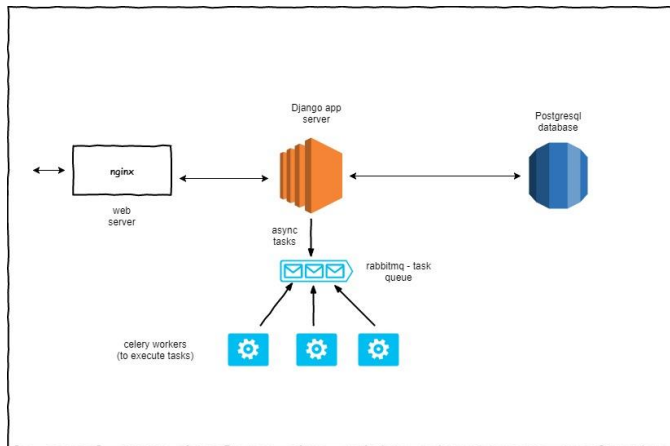 Django app
server
Postgresql
database
nginx
web
server
async
tasks
rabbitmq - task
queue
celery workers
(to execute tasks)